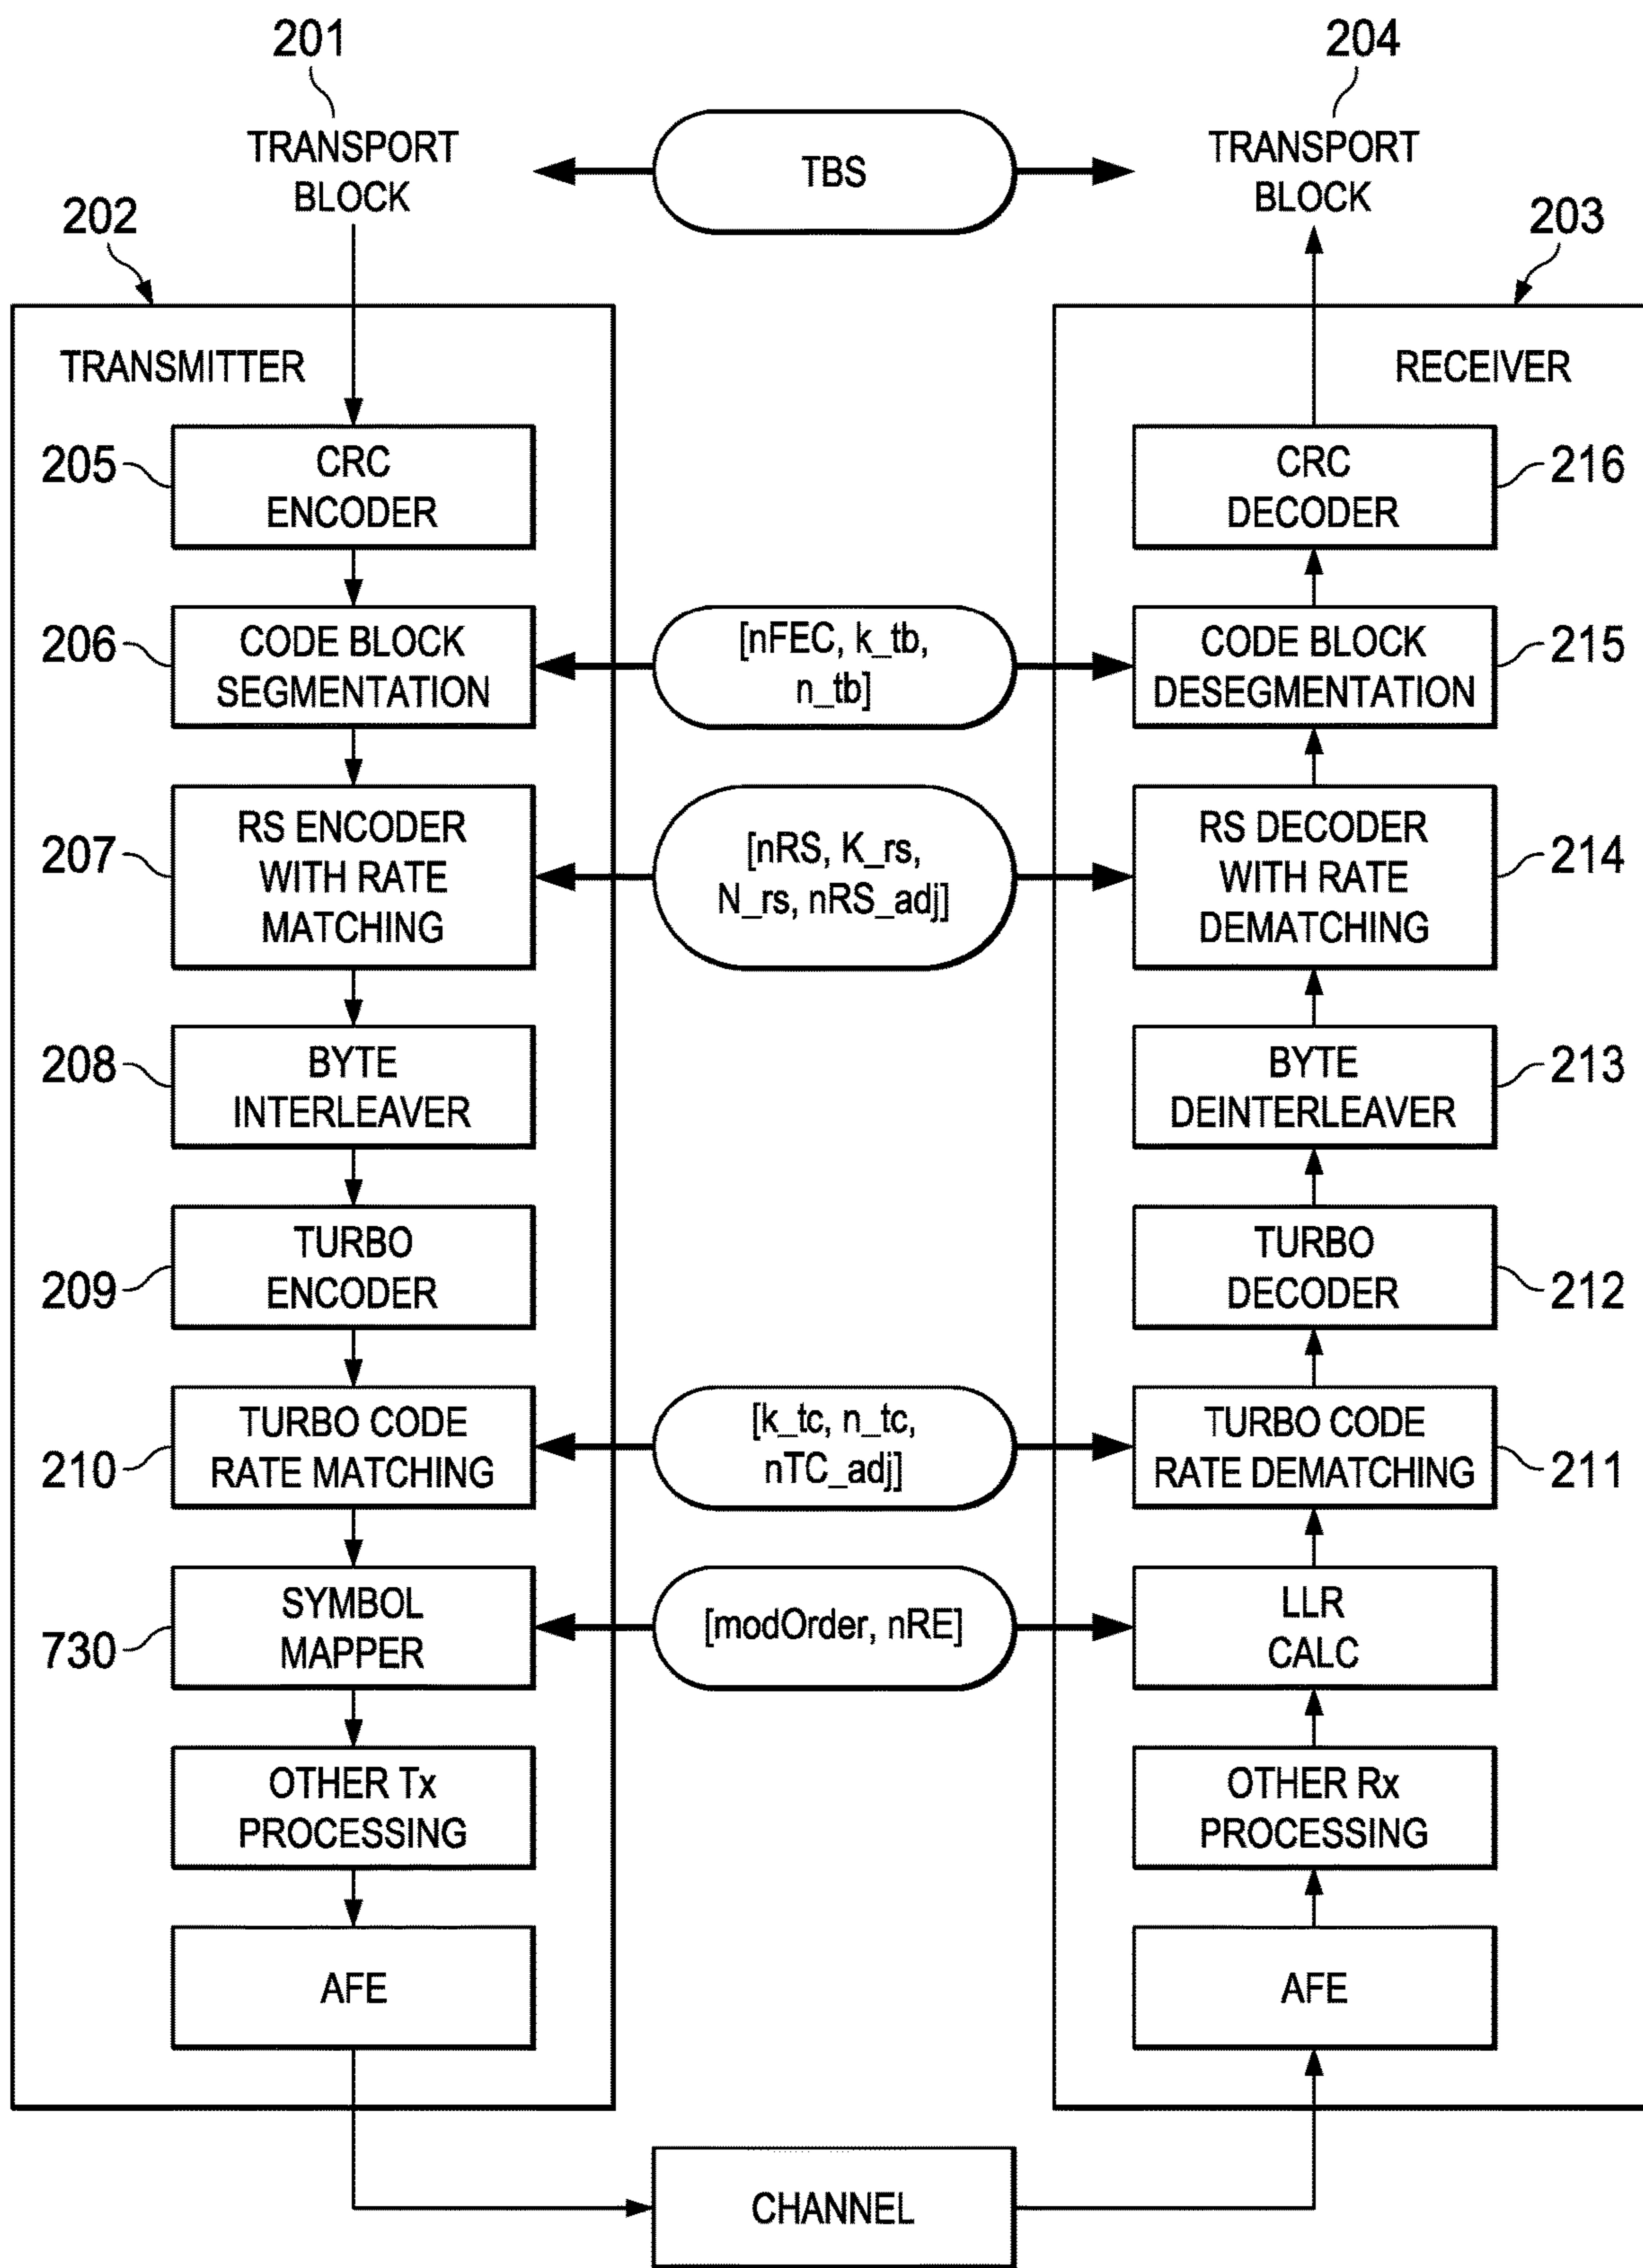 201
204
TRANSPORT
BLOCK
TBS
TRANSPORT
BLOCK
202
203
TRANSMITTER
RECEIVER
205
CRC
ENCODER
CRC
DECODER
216
206
CODE BLOCK
SEGMENTATION
[nFEC, k_tb,
n_tb]
CODE BLOCK
DESEGMENTATION
215
207
RS ENCODER
WITH RATE
MATCHING
[nRS, K_rs,
N_rs, nRS_adj]
RS DECODER
WITH RATE
DEMATCHING
214
208
BYTE
INTERLEAVER
BYTE
DEINTERLEAVER
213
209
TURBO
ENCODER
TURBO
DECODER
212
210
TURBO CODE
RATE MATCHING
[k_tc, n_tc,
nTC_adj]
TURBO CODE
RATE DEMATCHING
211
730
SYMBOL
MAPPER
[modOrder, nRE]
LLR
CALC
OTHER Tx
PROCESSING
OTHER Rx
PROCESSING
AFE
AFE
CHANNEL